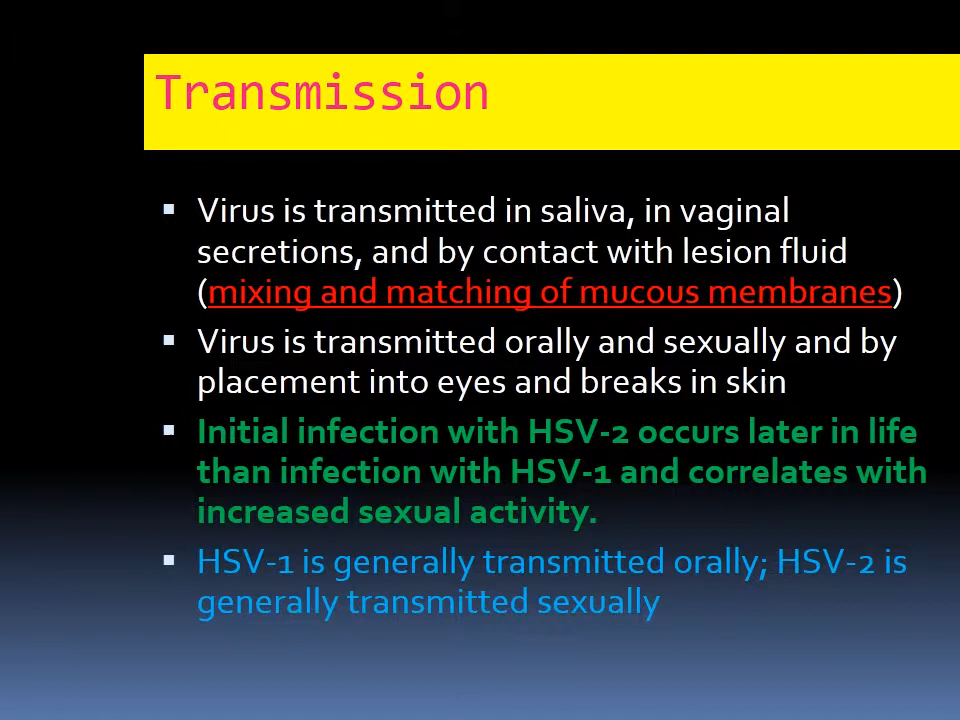 Transmission
Virus is transmitted in saliva, in vaginal
secretions, and by contact with lesion fluid
(mixing and matching of mucous membranes)
Virus is transmitted orally and sexually and by
placement into eyes and breaks in skin
Initial infection with HSV-2 occurs later in life
than infection with HSV-1 and correlates with
increased sexual activity.
HSV-1 is generally transmitted orally; HSV-2 is
generally transmitted sexually